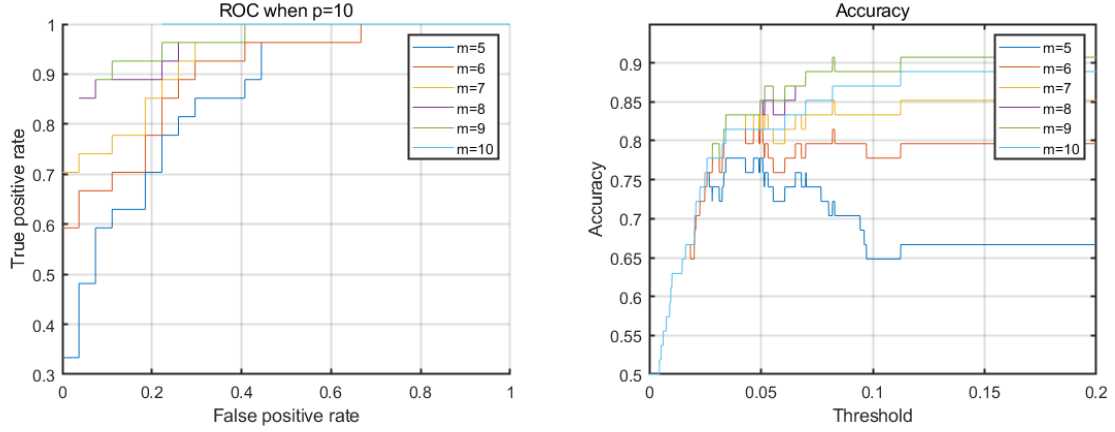 ROC when p=10
True positive rate
1
0.9
0.8
0.7
0.6
0.5
0.4
0.3
m=5
m=6
m=7
m=8
m=9
m=10
0 0.2 0.4 0.6 0.8 1
False positive rate
Accuracy
Accuracy
0.9
0.85
0.8
0.75
0.7
0.65
0.6
0.55
0.5
m=5
m=6
m=7
m=8
m=9
m=10
0 0.05 0.1 0.15 0.2
Threshold